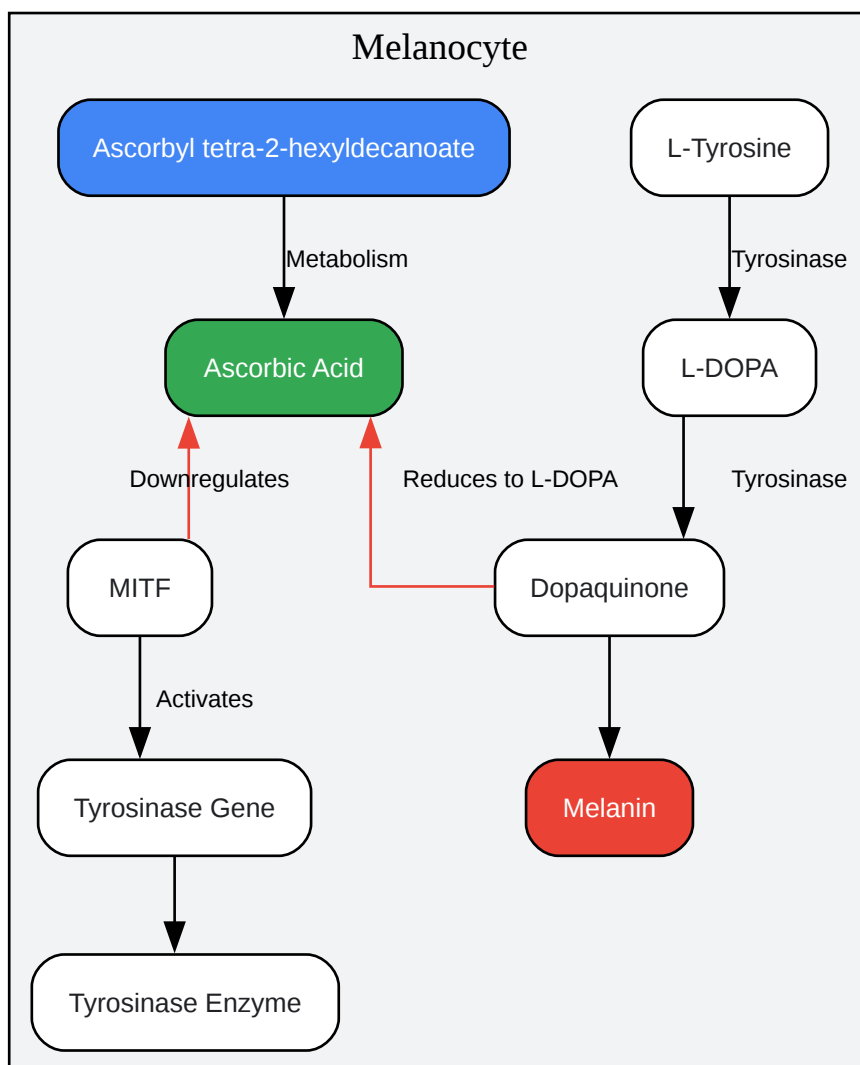 Melanocyte
Ascorbyl tetra-2-hexyldecanoate
L-Tyrosine
Metabolism
Tyrosinase
Ascorbic Acid
L-DOPA
Downregulates
Reduces to L-DOPA
Tyrosinase
MITF
Dopaquinone
Activates
Tyrosinase Gene
Melanin
Tyrosinase Enzyme